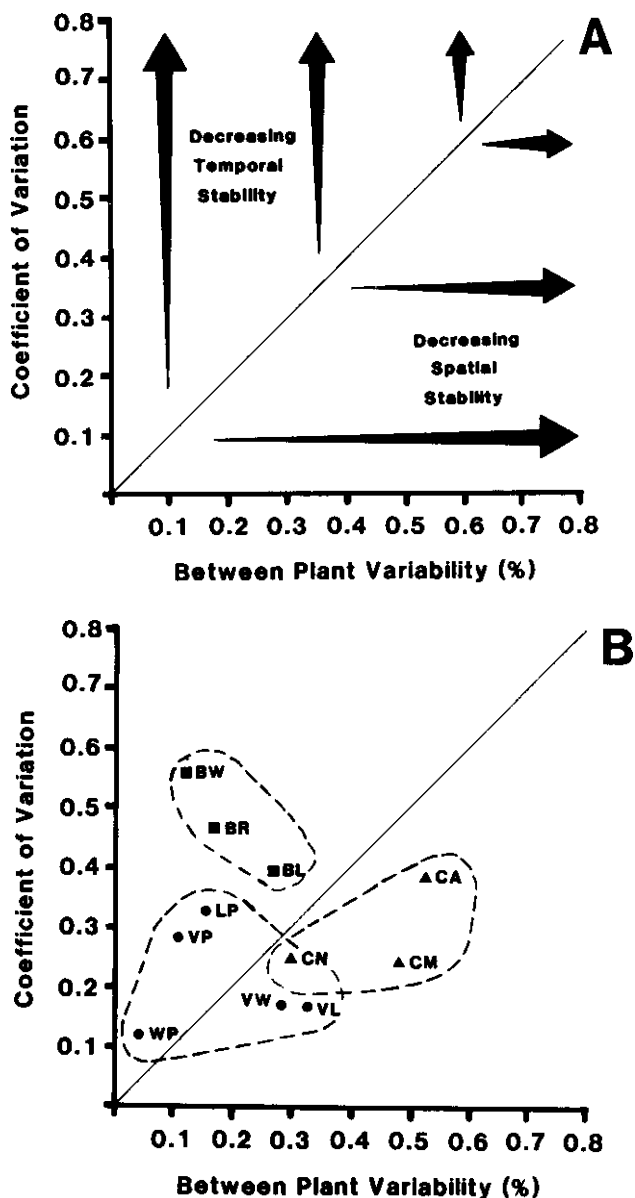 A
0.8
0.7
0.6
0.5
0.4
0.3
0.2
0.1
Coefficient of Variation
Decreasing
Temporal
Stability
Decreasing
Spatial
Stability
0.1 0.2 0.3 0.4 0.5 0.6 0.7 0.8
Between Plant Variability (%)
B
0.8
0.7
0.6
0.5
0.4
0.3
0.2
0.1
Coefficient of Variation
BW
BR
BL
CA
LP
VP
CN
CM
VW
VL
WP
0.1 0.2 0.3 0.4 0.5 0.6 0.7 0.8
Between Plant Variability (%)